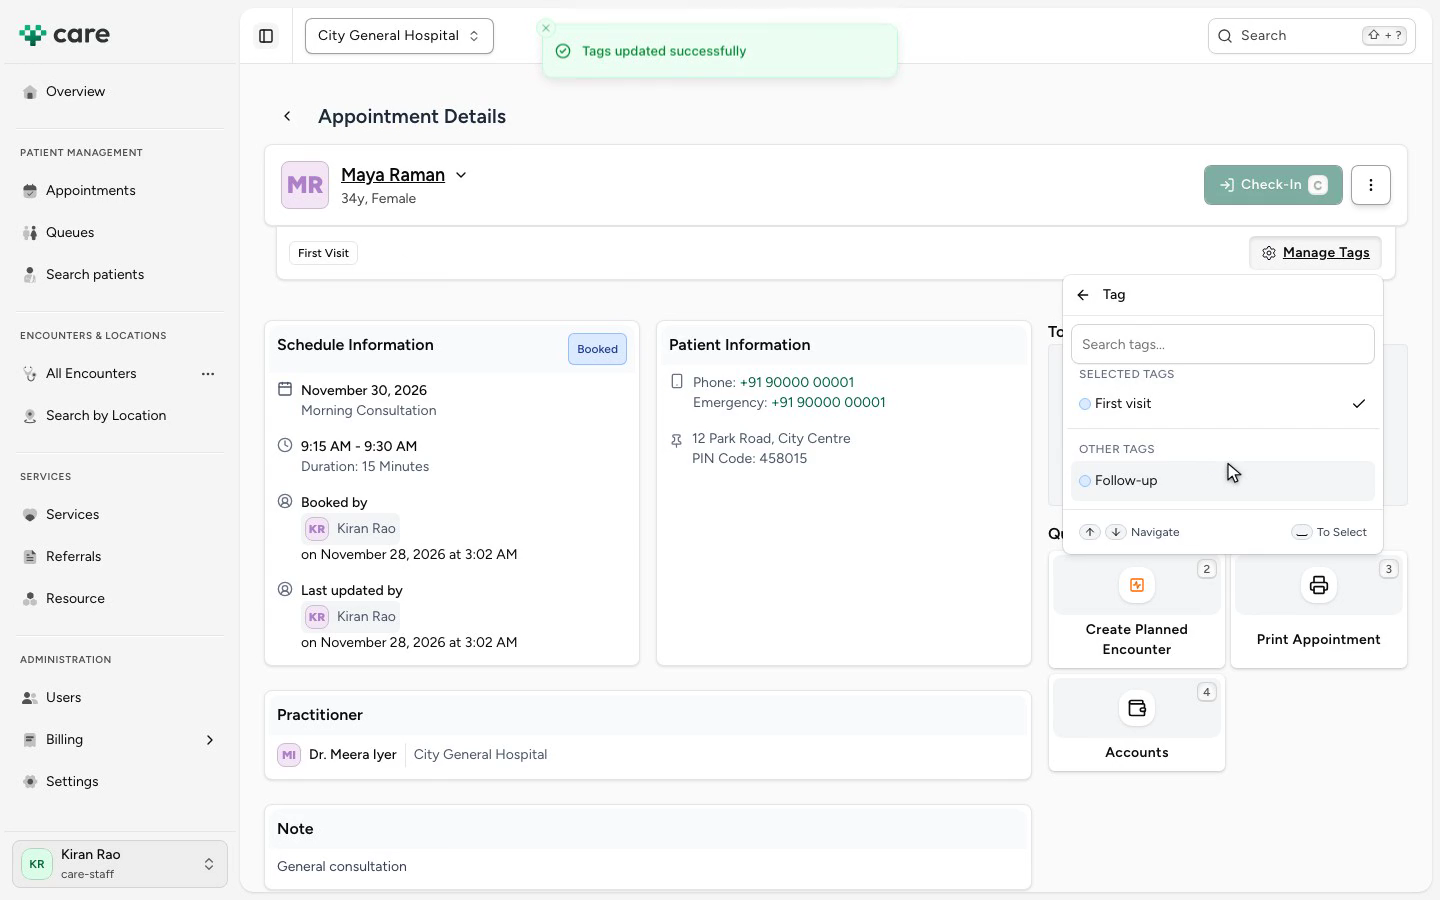 care
City General Hospital
Tags updated successfully
Search
+ ?
Overview
PATIENT MANAGEMENT
Appointments
Queues
Search patients
ENCOUNTERS & LOCATIONS
All Encounters
Search by Location
SERVICES
Services
Referrals
Resource
ADMINISTRATION
Users
Billing
Settings
KR
Kiran Rao
care-staff
Appointment Details
MR
Maya Raman
34y, Female
Check-In C
First Visit
Manage Tags
Schedule Information
Booked
November 30, 2026
Morning Consultation
9:15 AM - 9:30 AM
Duration: 15 Minutes
Booked by
KR Kiran Rao
on November 28, 2026 at 3:02 AM
Last updated by
KR Kiran Rao
on November 28, 2026 at 3:02 AM
Patient Information
Phone: +91 90000 00001
Emergency: +91 90000 00001
12 Park Road, City Centre
PIN Code: 458015
Practitioner
MI Dr. Meera Iyer City General Hospital
Note
General consultation
Tag
Search tags...
SELECTED TAGS
First visit
OTHER TAGS
Follow-up
Navigate
To Select
2
Create Planned
Encounter
3
Print Appointment
4
Accounts